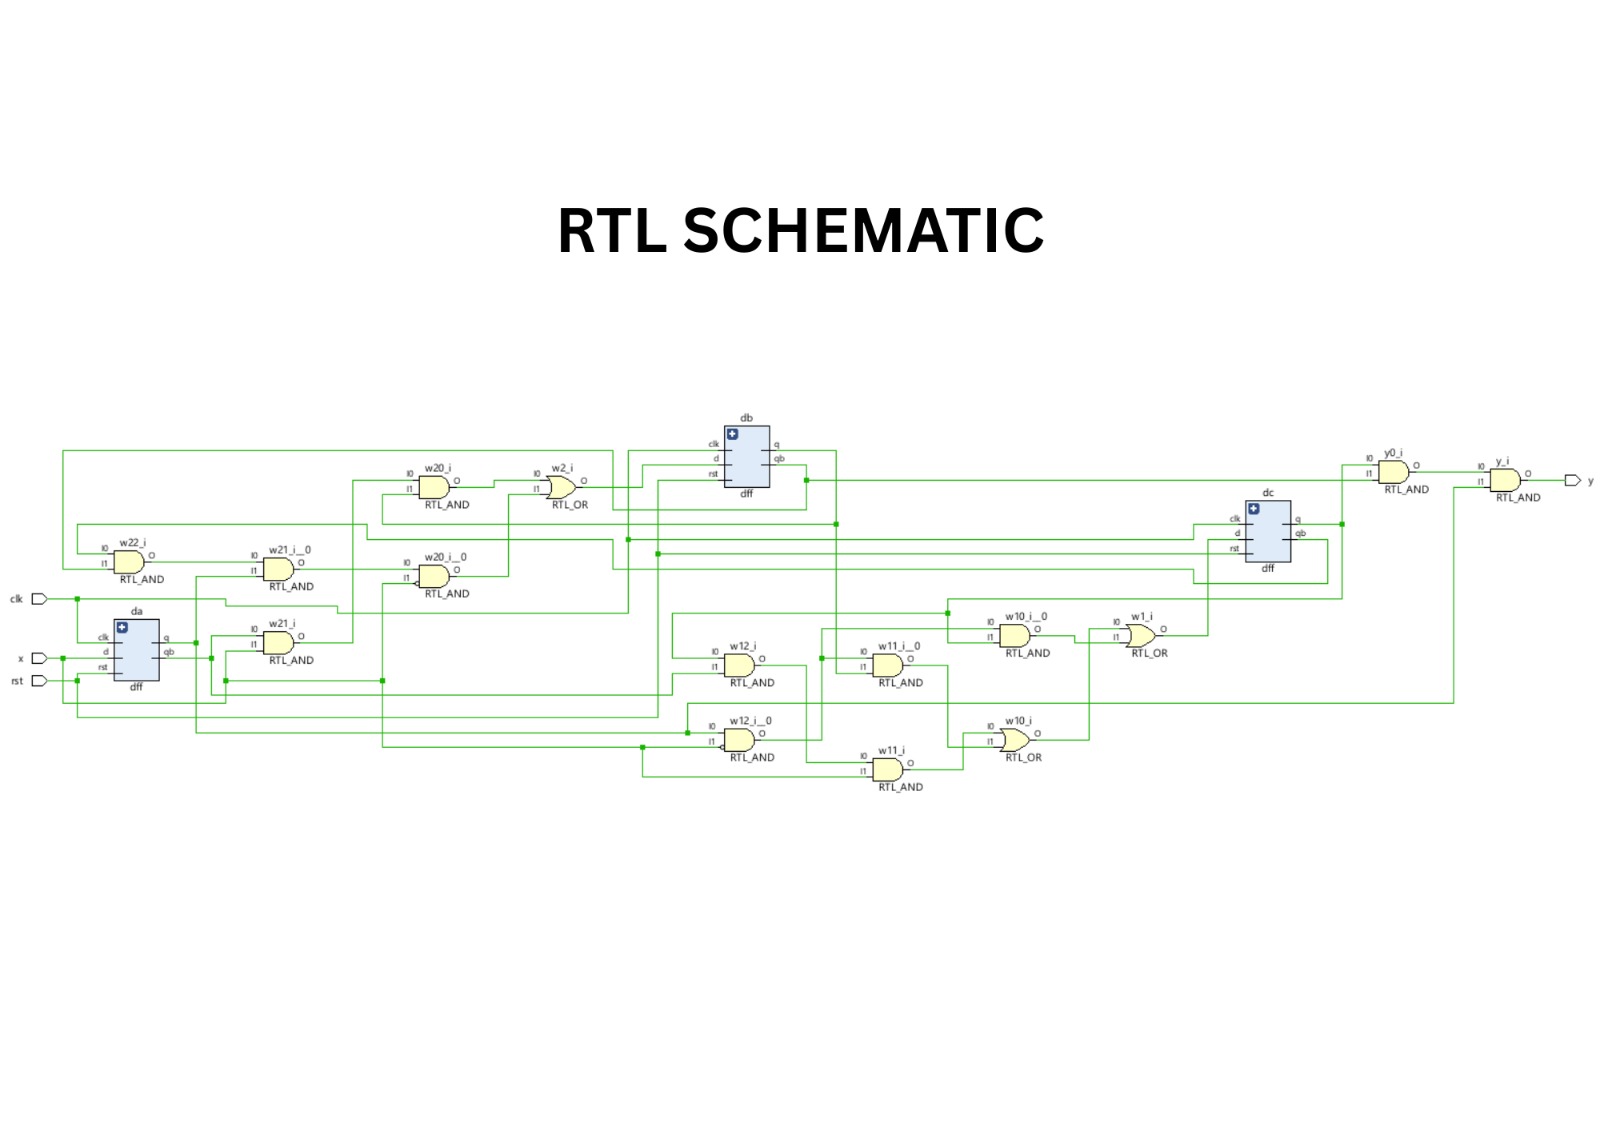 RTL SCHEMATIC
db
clk
q
d
qb
rst
dff
w20_i
I0
O
I1
RTL_AND
w2_i
I0
O
I1
RTL_OR
y0_i
I0
O
I1
RTL_AND
y_i
I0
O
I1
RTL_AND
y
dc
clk
q
d
qb
rst
dff
w22_i
I0
O
I1
RTL_AND
w21_i__0
I0
O
I1
RTL_AND
w20_i__0
I0
O
I1
RTL_AND
clk
x
rst
da
clk
q
d
qb
rst
dff
w21_i
I0
O
I1
RTL_AND
w12_i
I0
O
I1
RTL_AND
w11_i__0
I0
O
I1
RTL_AND
w10_i__0
I0
O
I1
RTL_AND
w1_i
I0
O
I1
RTL_OR
w12_i__0
I0
O
I1
RTL_AND
w11_i
I0
O
I1
RTL_AND
w10_i
I0
O
I1
RTL_OR